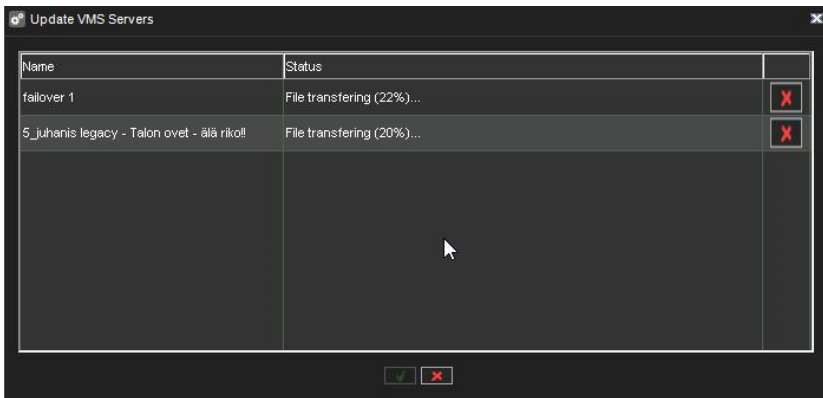 Update VMS Servers
Name Status
failover 1 File transfering (22%)...
5_juhanis legacy - Talon ovet - älä riko!! File transfering (20%)...